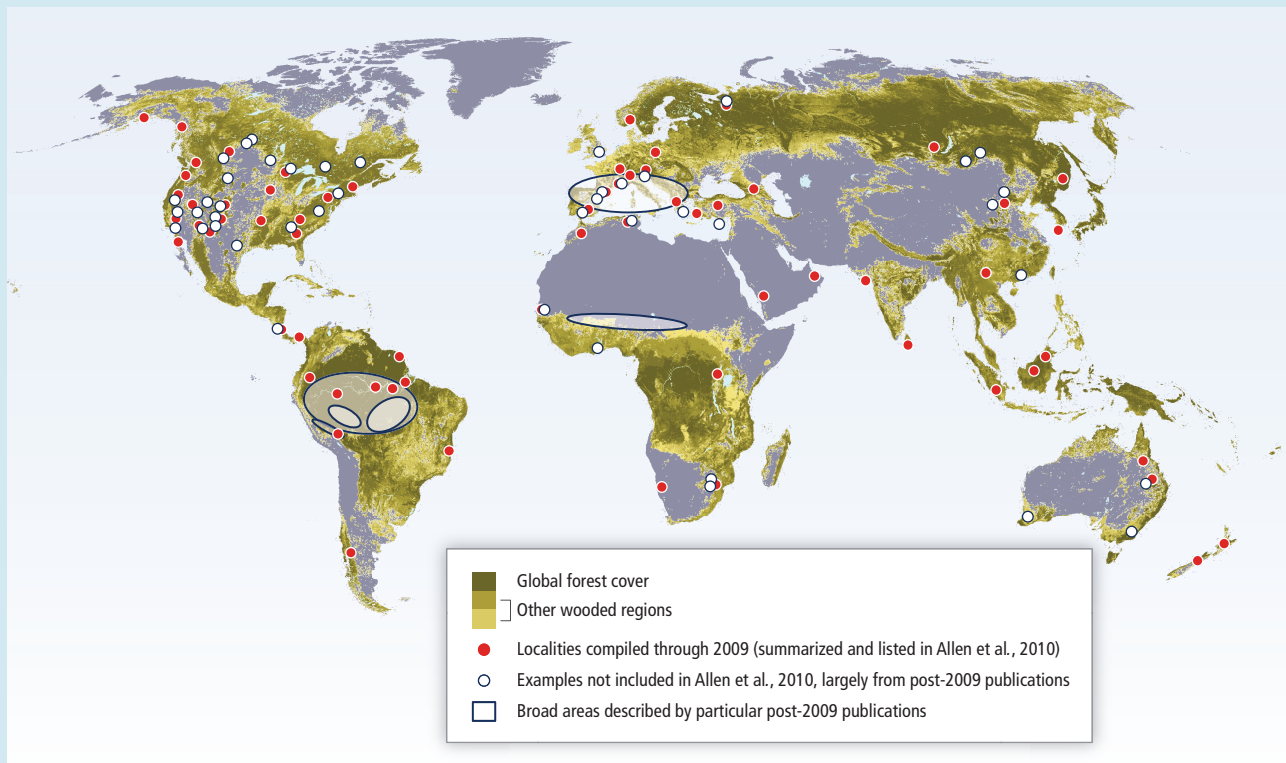 Global forest cover
Other wooded regions
Localities compiled through 2009 (summarized and listed in Allen et al., 2010)
Examples not included in Allen et al., 2010, largely from post-2009 publications
Broad areas described by particular post-2009 publications